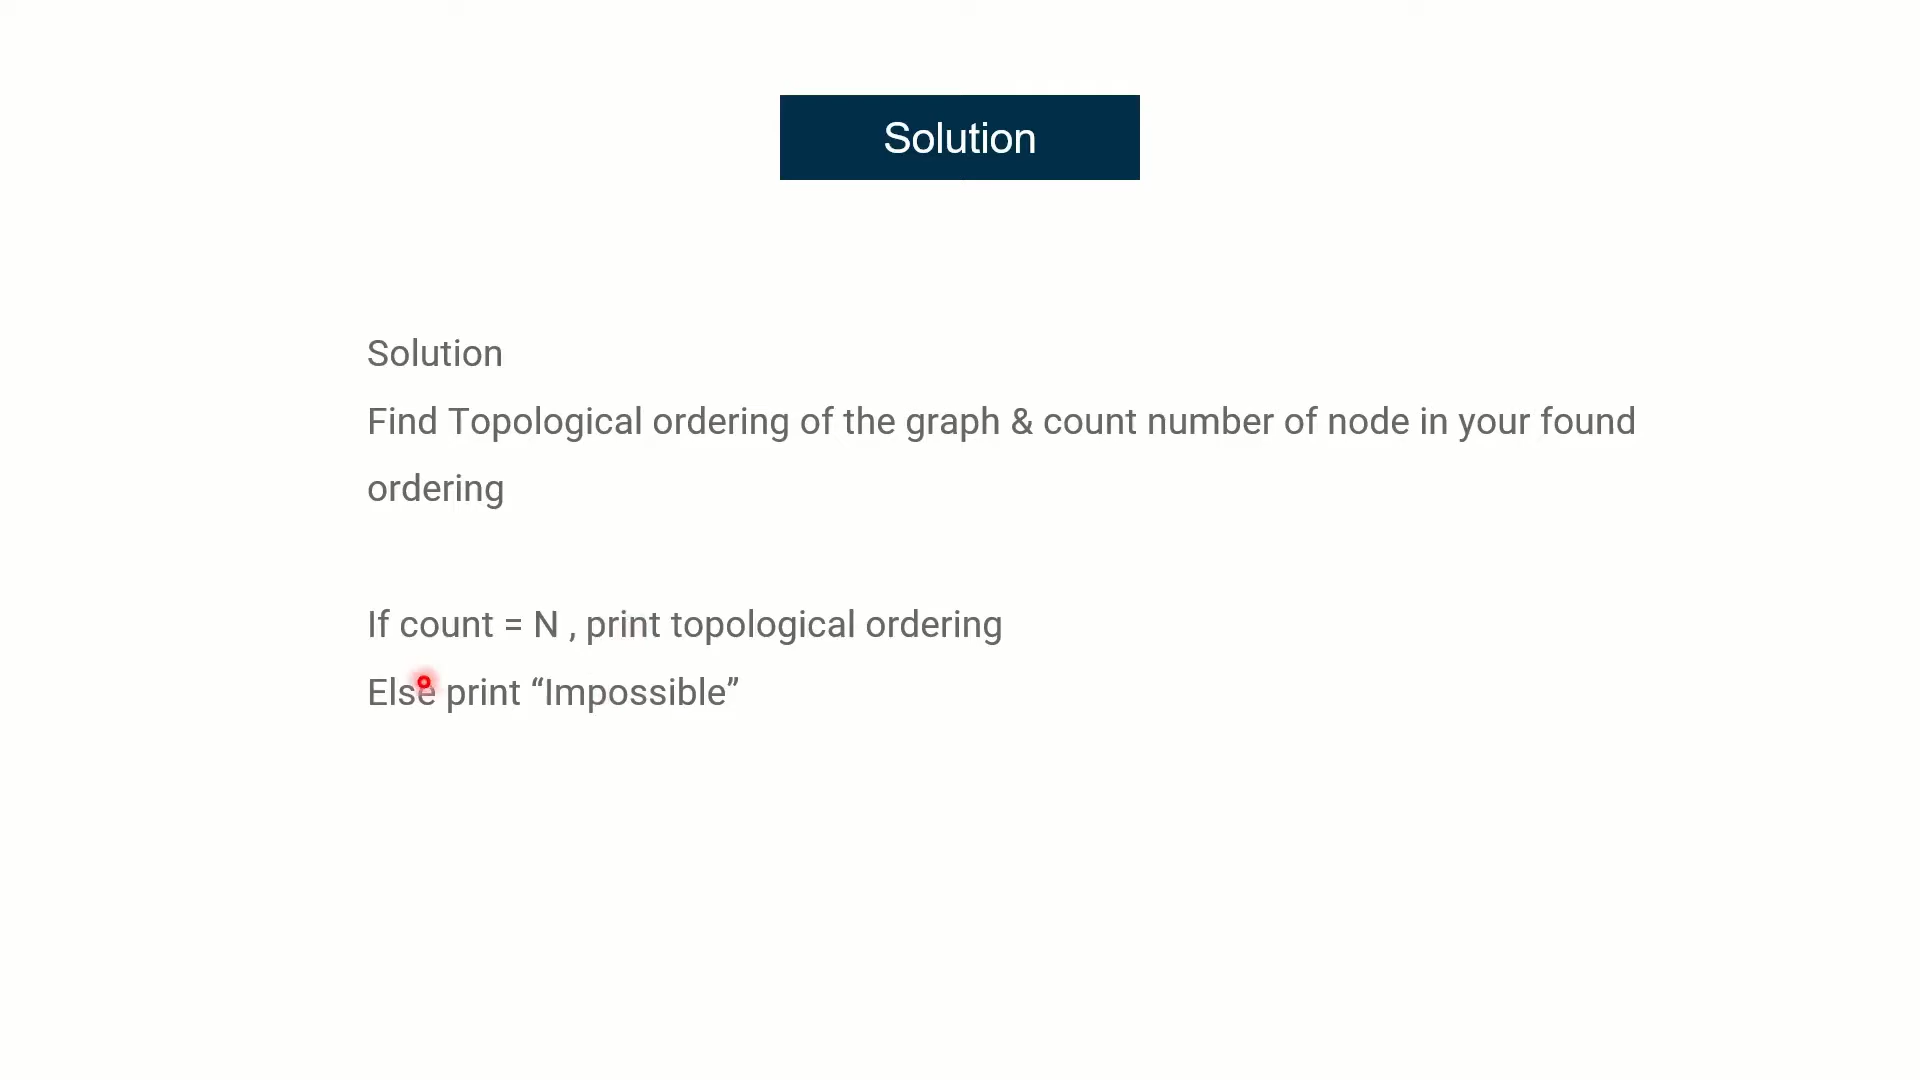 Solution
Solution
Find Topological ordering of the graph & count number of node in your found
ordering
If count = N , print topological ordering
Else print “Impossible”